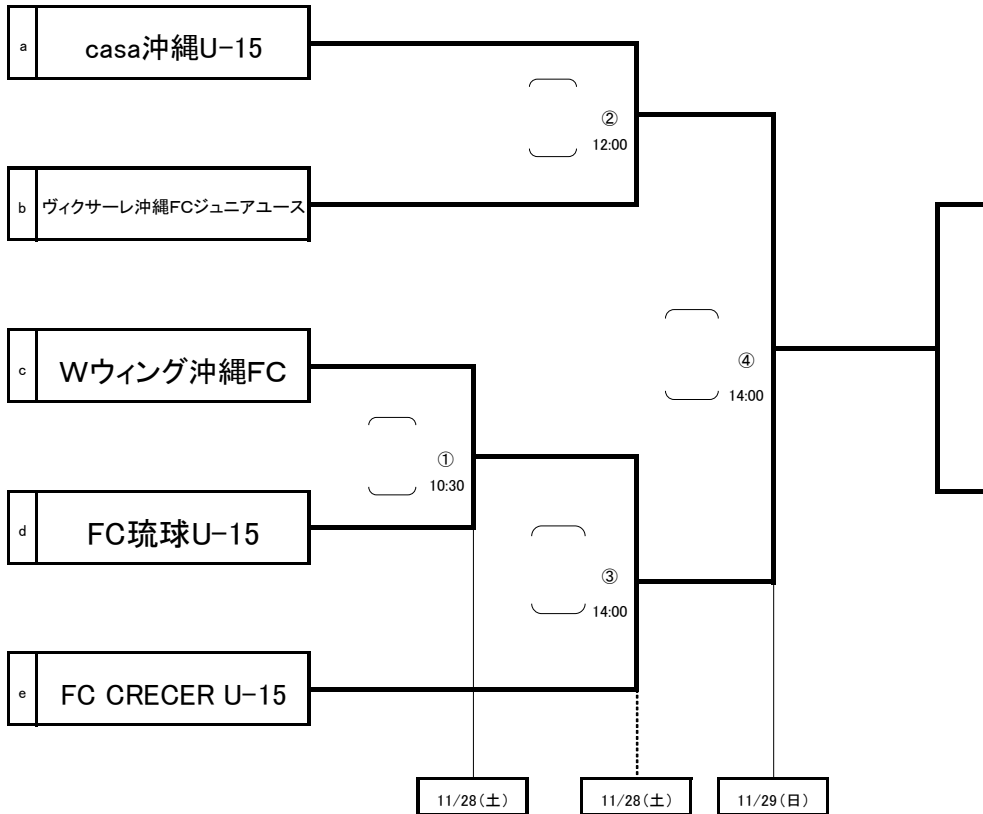 a
casa沖縄U-15
②
12:00
b
ヴィクサーレ沖縄FCジュニアユース
c
Wウィング沖縄FC
④
14:00
①
10:30
d
FC琉球U-15
③
14:00
e
FC CRECER U-15
11/28(土)
11/28(土)
11/29(日)